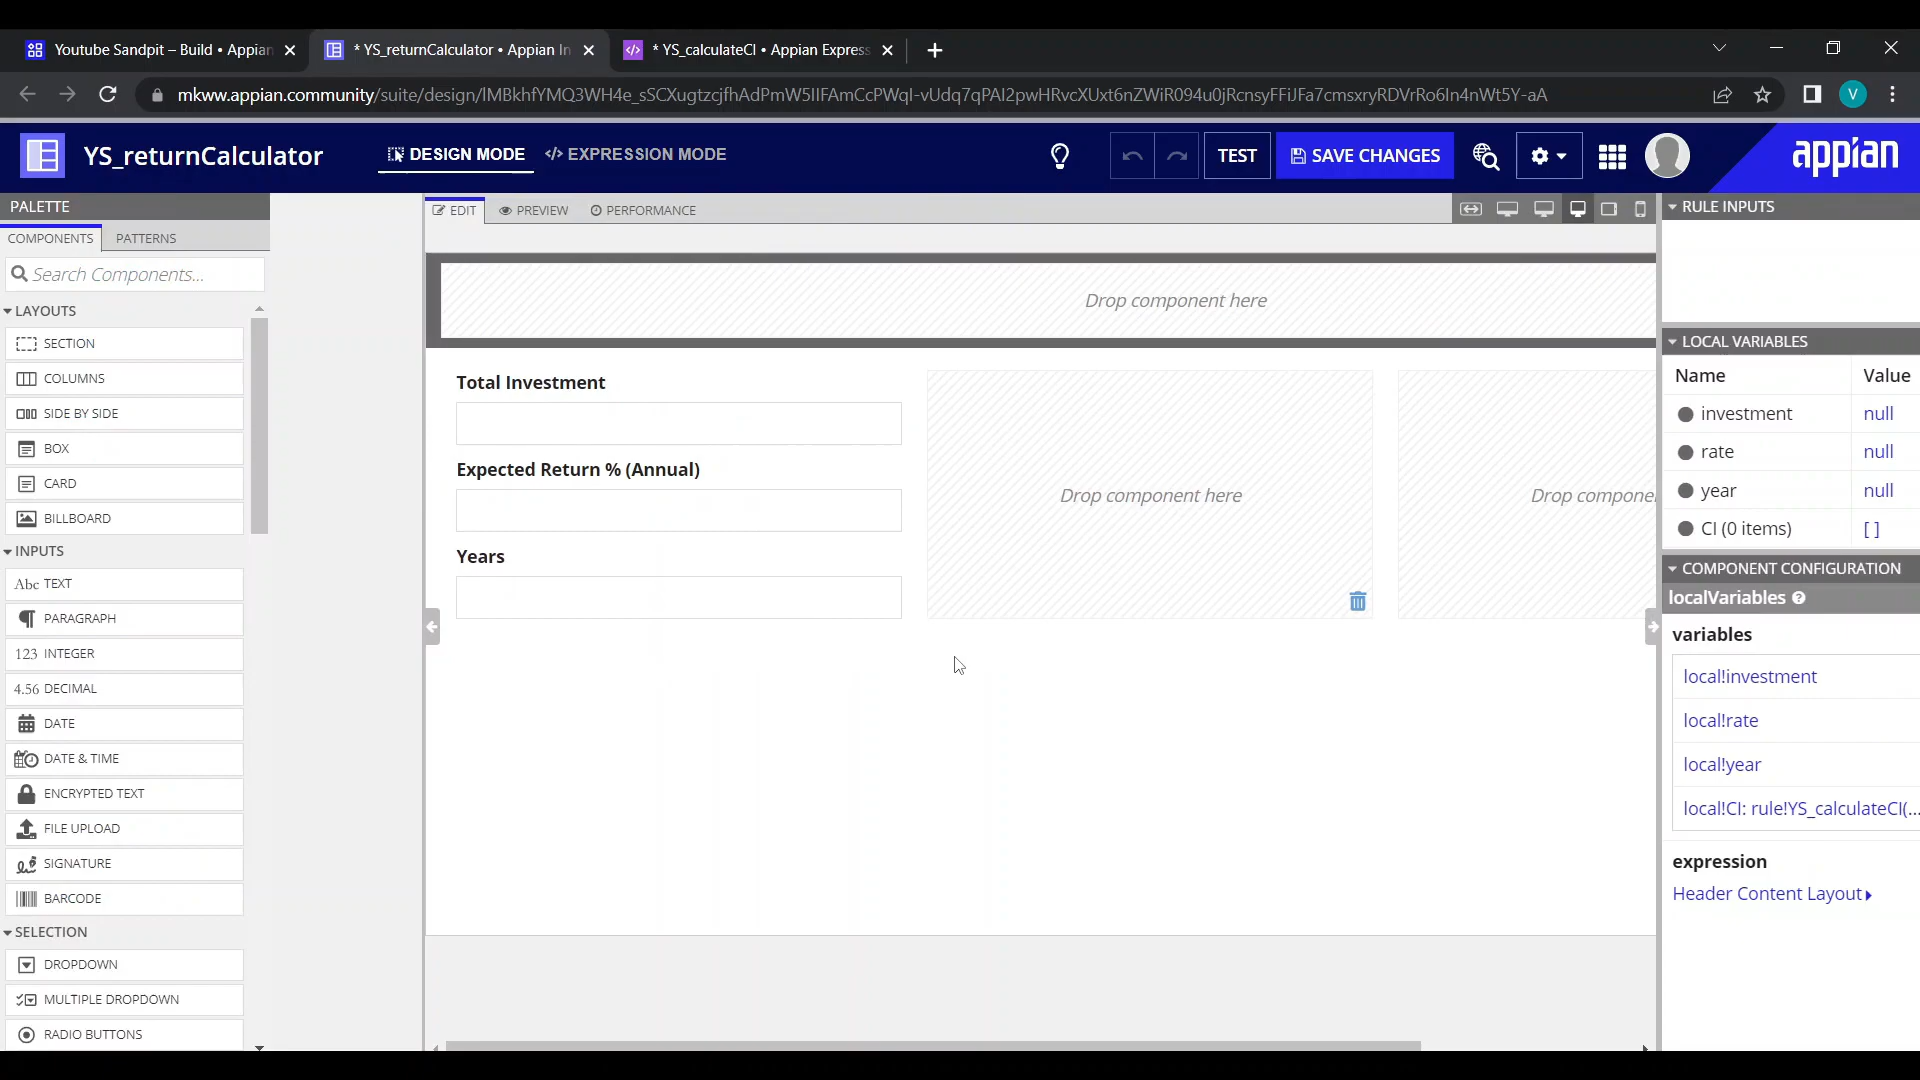 Youtube Sandpit – Build • Appian
* YS_returnCalculator • Appian In
</> * YS_calculateCI • Appian Express
mkww.appian.community/suite/design/
V
YS_returnCalculator
DESIGN MODE
</> EXPRESSION MODE
TEST
SAVE CHANGES
appian
PALETTE
COMPONENTS
PATTERNS
Search Components...
LAYOUTS
SECTION
COLUMNS
SIDE BY SIDE
BOX
CARD
BILLBOARD
INPUTS
Abc TEXT
PARAGRAPH
123 INTEGER
4.56 DECIMAL
DATE
DATE & TIME
ENCRYPTED TEXT
FILE UPLOAD
SIGNATURE
BARCODE
SELECTION
DROPDOWN
MULTIPLE DROPDOWN
RADIO BUTTONS
EDIT
PREVIEW
PERFORMANCE
Drop component here
Total Investment
Expected Return % (Annual)
Years
Drop component here
Drop compone
RULE INPUTS
LOCAL VARIABLES
Name Value
investment null
rate null
year null
CI (0 items) [ ]
COMPONENT CONFIGURATION
localVariables ?
variables
local!investment
local!rate
local!year
local!CI: rule!YS_calculateCI(...
expression
Header Content Layout